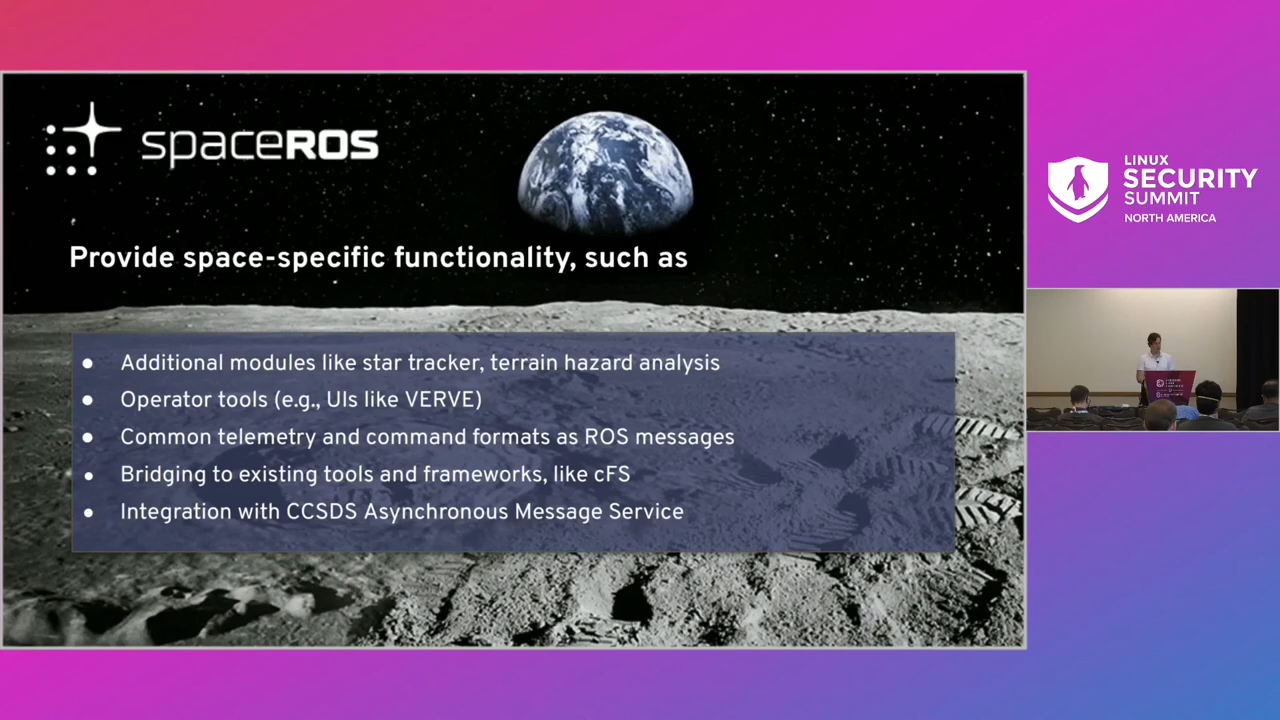 spaceROS
Provide space-specific functionality, such as
● Additional modules like star tracker, terrain hazard analysis
● Operator tools (e.g., UIs like VERVE)
● Common telemetry and command formats as ROS messages
● Bridging to existing tools and frameworks, like cFS
● Integration with CCSDS Asynchronous Message Service
LINUX
SECURITY
SUMMIT
NORTH AMERICA